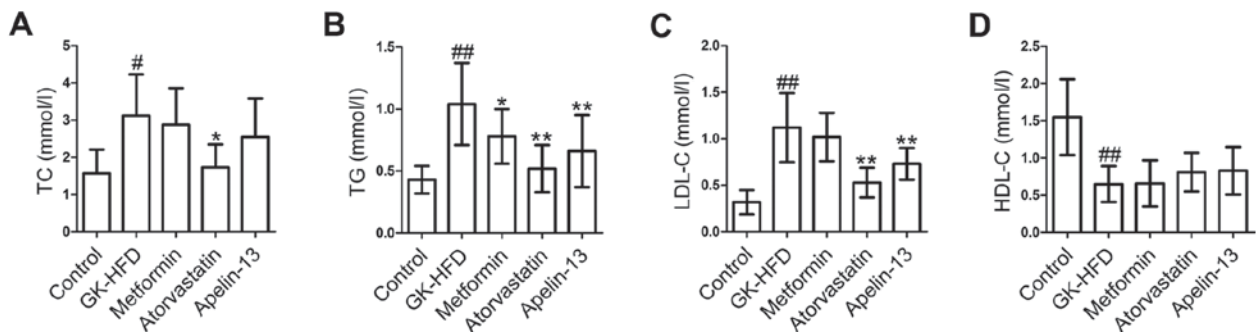 A
TC (mmol/l)
5
4
3
2
1
0
#
*
Control
GK-HFD
Metformin
Atorvastatin
Apelin-13
B
TG (mmol/l)
1.5
1.0
0.5
0.0
##
*
**
**
Control
GK-HFD
Metformin
Atorvastatin
Apelin-13
C
LDL-C (mmol/l)
2.0
1.5
1.0
0.5
0.0
##
**
**
Control
GK-HFD
Metformin
Atorvastatin
Apelin-13
D
HDL-C (mmol/l)
2.5
2.0
1.5
1.0
0.5
0.0
##
Control
GK-HFD
Metformin
Atorvastatin
Apelin-13